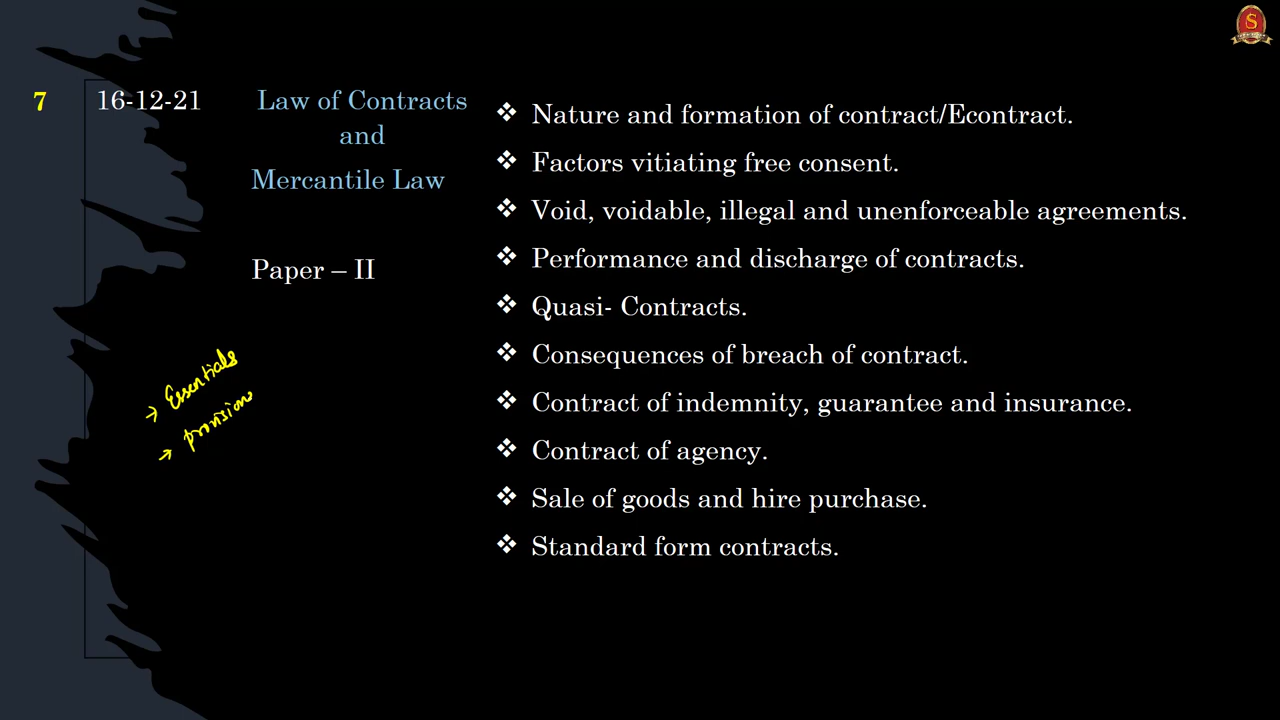 7 16-12-21 Law of Contracts
and
Mercantile Law
Paper – II
→ Essentials
→ provisions
❖ Nature and formation of contract/Econtract.
❖ Factors vitiating free consent.
❖ Void, voidable, illegal and unenforceable agreements.
❖ Performance and discharge of contracts.
❖ Quasi- Contracts.
❖ Consequences of breach of contract.
❖ Contract of indemnity, guarantee and insurance.
❖ Contract of agency.
❖ Sale of goods and hire purchase.
❖ Standard form contracts.
S